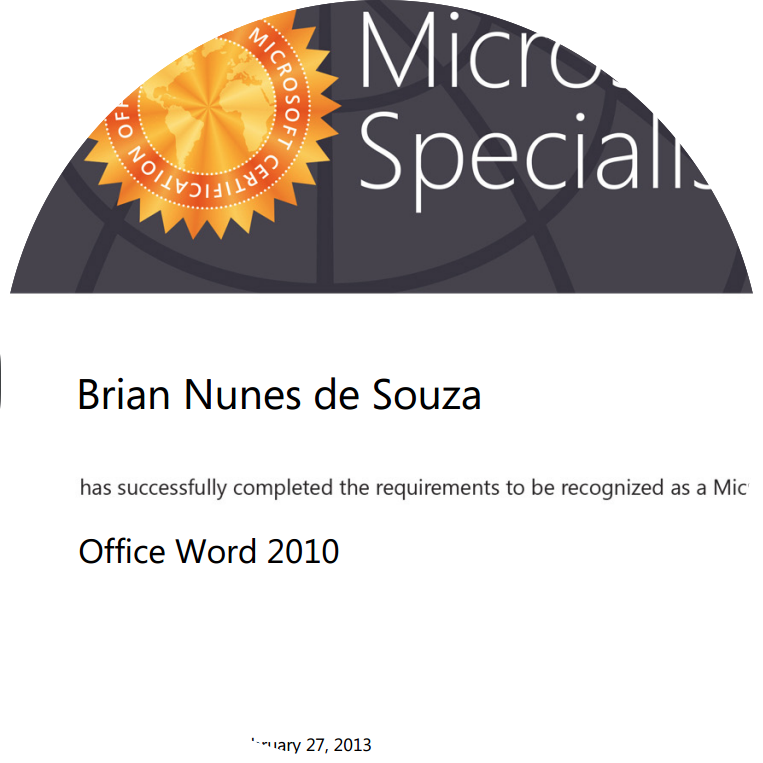 MICROSOFT CERTIFICATION
Brian Nunes de Souza
has successfully completed the requirements to be recognized as a
Office Word 2010
27, 2013